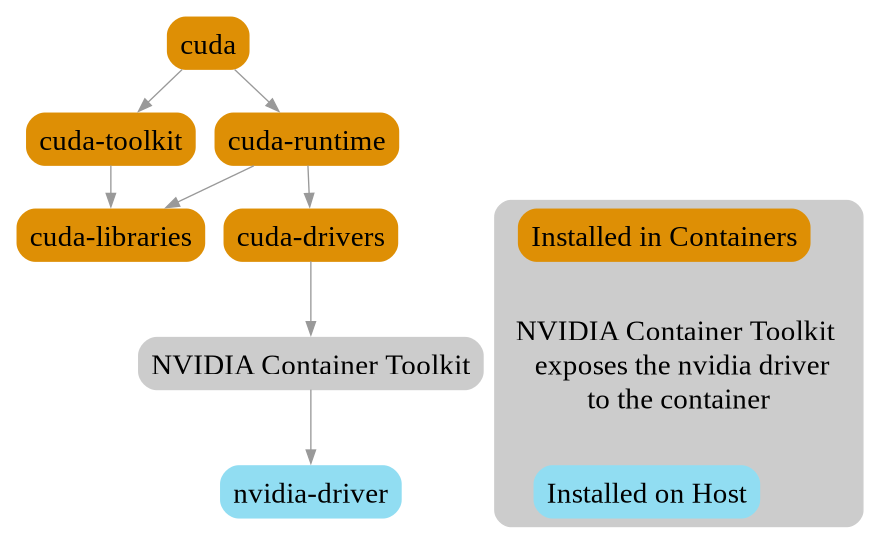 cuda
cuda-toolkit
cuda-runtime
cuda-libraries
cuda-drivers
NVIDIA Container Toolkit
nvidia-driver
Installed in Containers
NVIDIA Container Toolkit
exposes the nvidia driver
to the container
Installed on Host